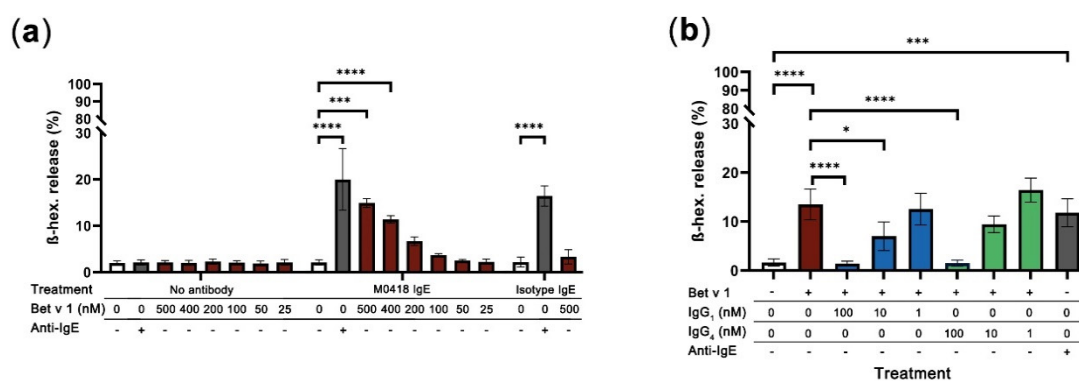 (a)
ß-hex. release (%)
100
90
80
30
20
10
0
****
***
****
****
Treatment No antibody M0418 IgE Isotype IgE
Bet v 1 (nM) 0 0 500 400 200 100 50 25 0 0 500 400 200 100 50 25 0 0 500
Anti-IgE - + - - - - - - - + - - - - - - - + -
(b)
ß-hex. release (%)
100
90
80
30
20
10
0
***
****
****
*
****
Bet v 1 - + + + + + + + -
IgG1 (nM) 0 0 100 10 1 0 0 0 0
IgG4 (nM) 0 0 0 0 0 100 10 1 0
Anti-IgE - - - - - - - - +
Treatment